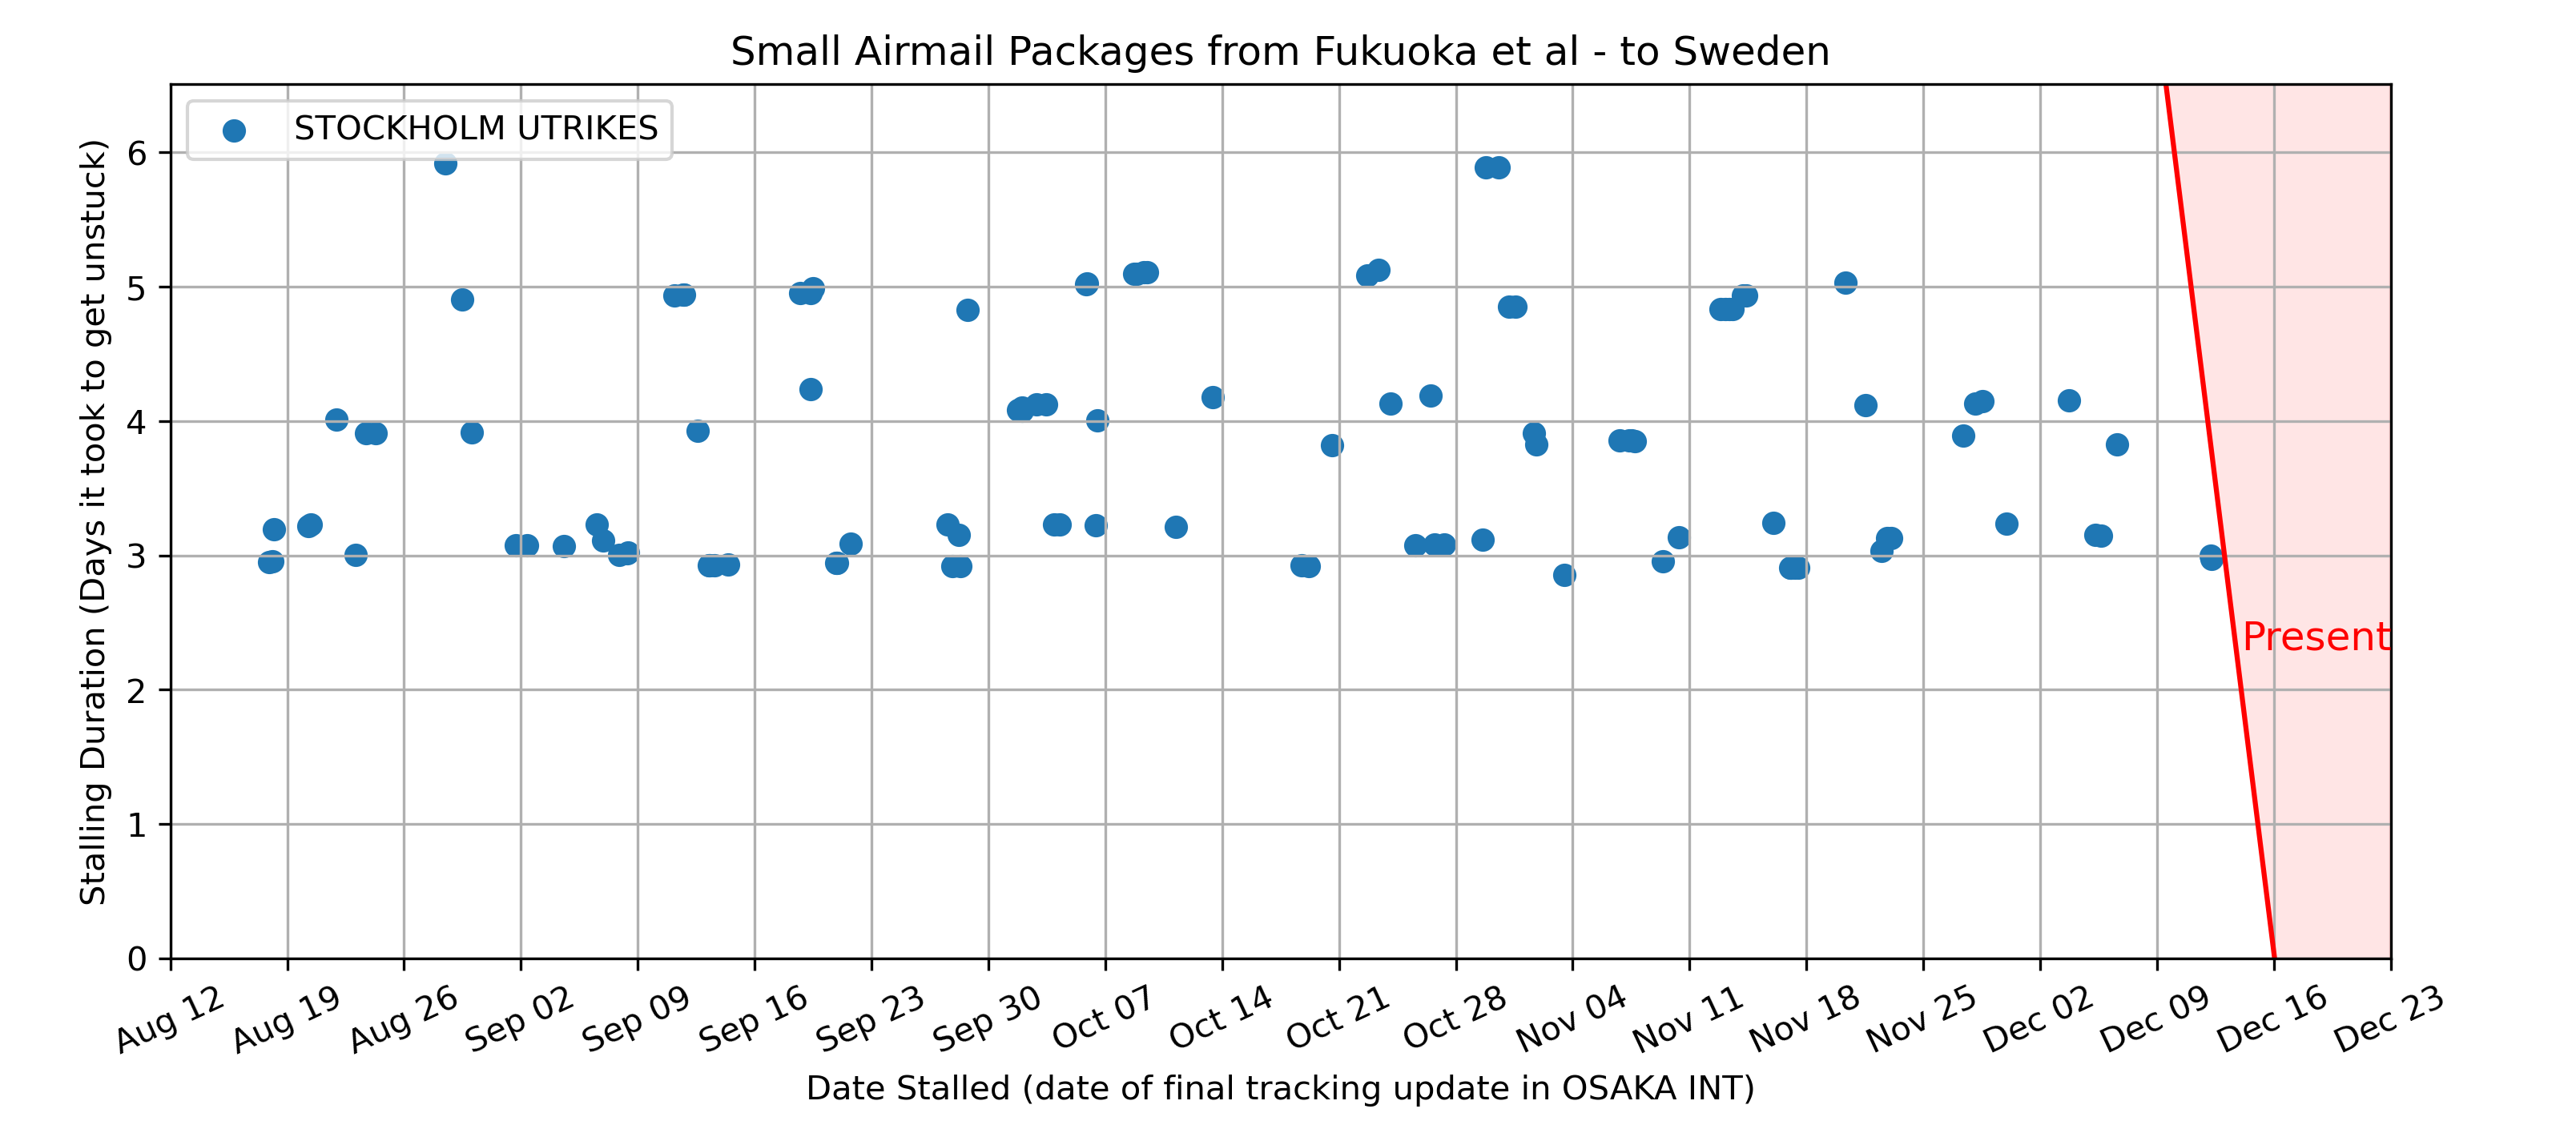 Small Airmail Packages from Fukuoka et al - to Sweden
STOCKHOLM UTRIKES
Stalling Duration (Days it took to get unstuck)
6
5
4
3
2
1
0
Present
Aug 12 Aug 19 Aug 26 Sep 02 Sep 09 Sep 16 Sep 23 Sep 30 Oct 07 Oct 14 Oct 21 Oct 28 Nov 04 Nov 11 Nov 18 Nov 25 Dec 02 Dec 09 Dec 16 Dec 23
Date Stalled (date of final tracking update in OSAKA INT)